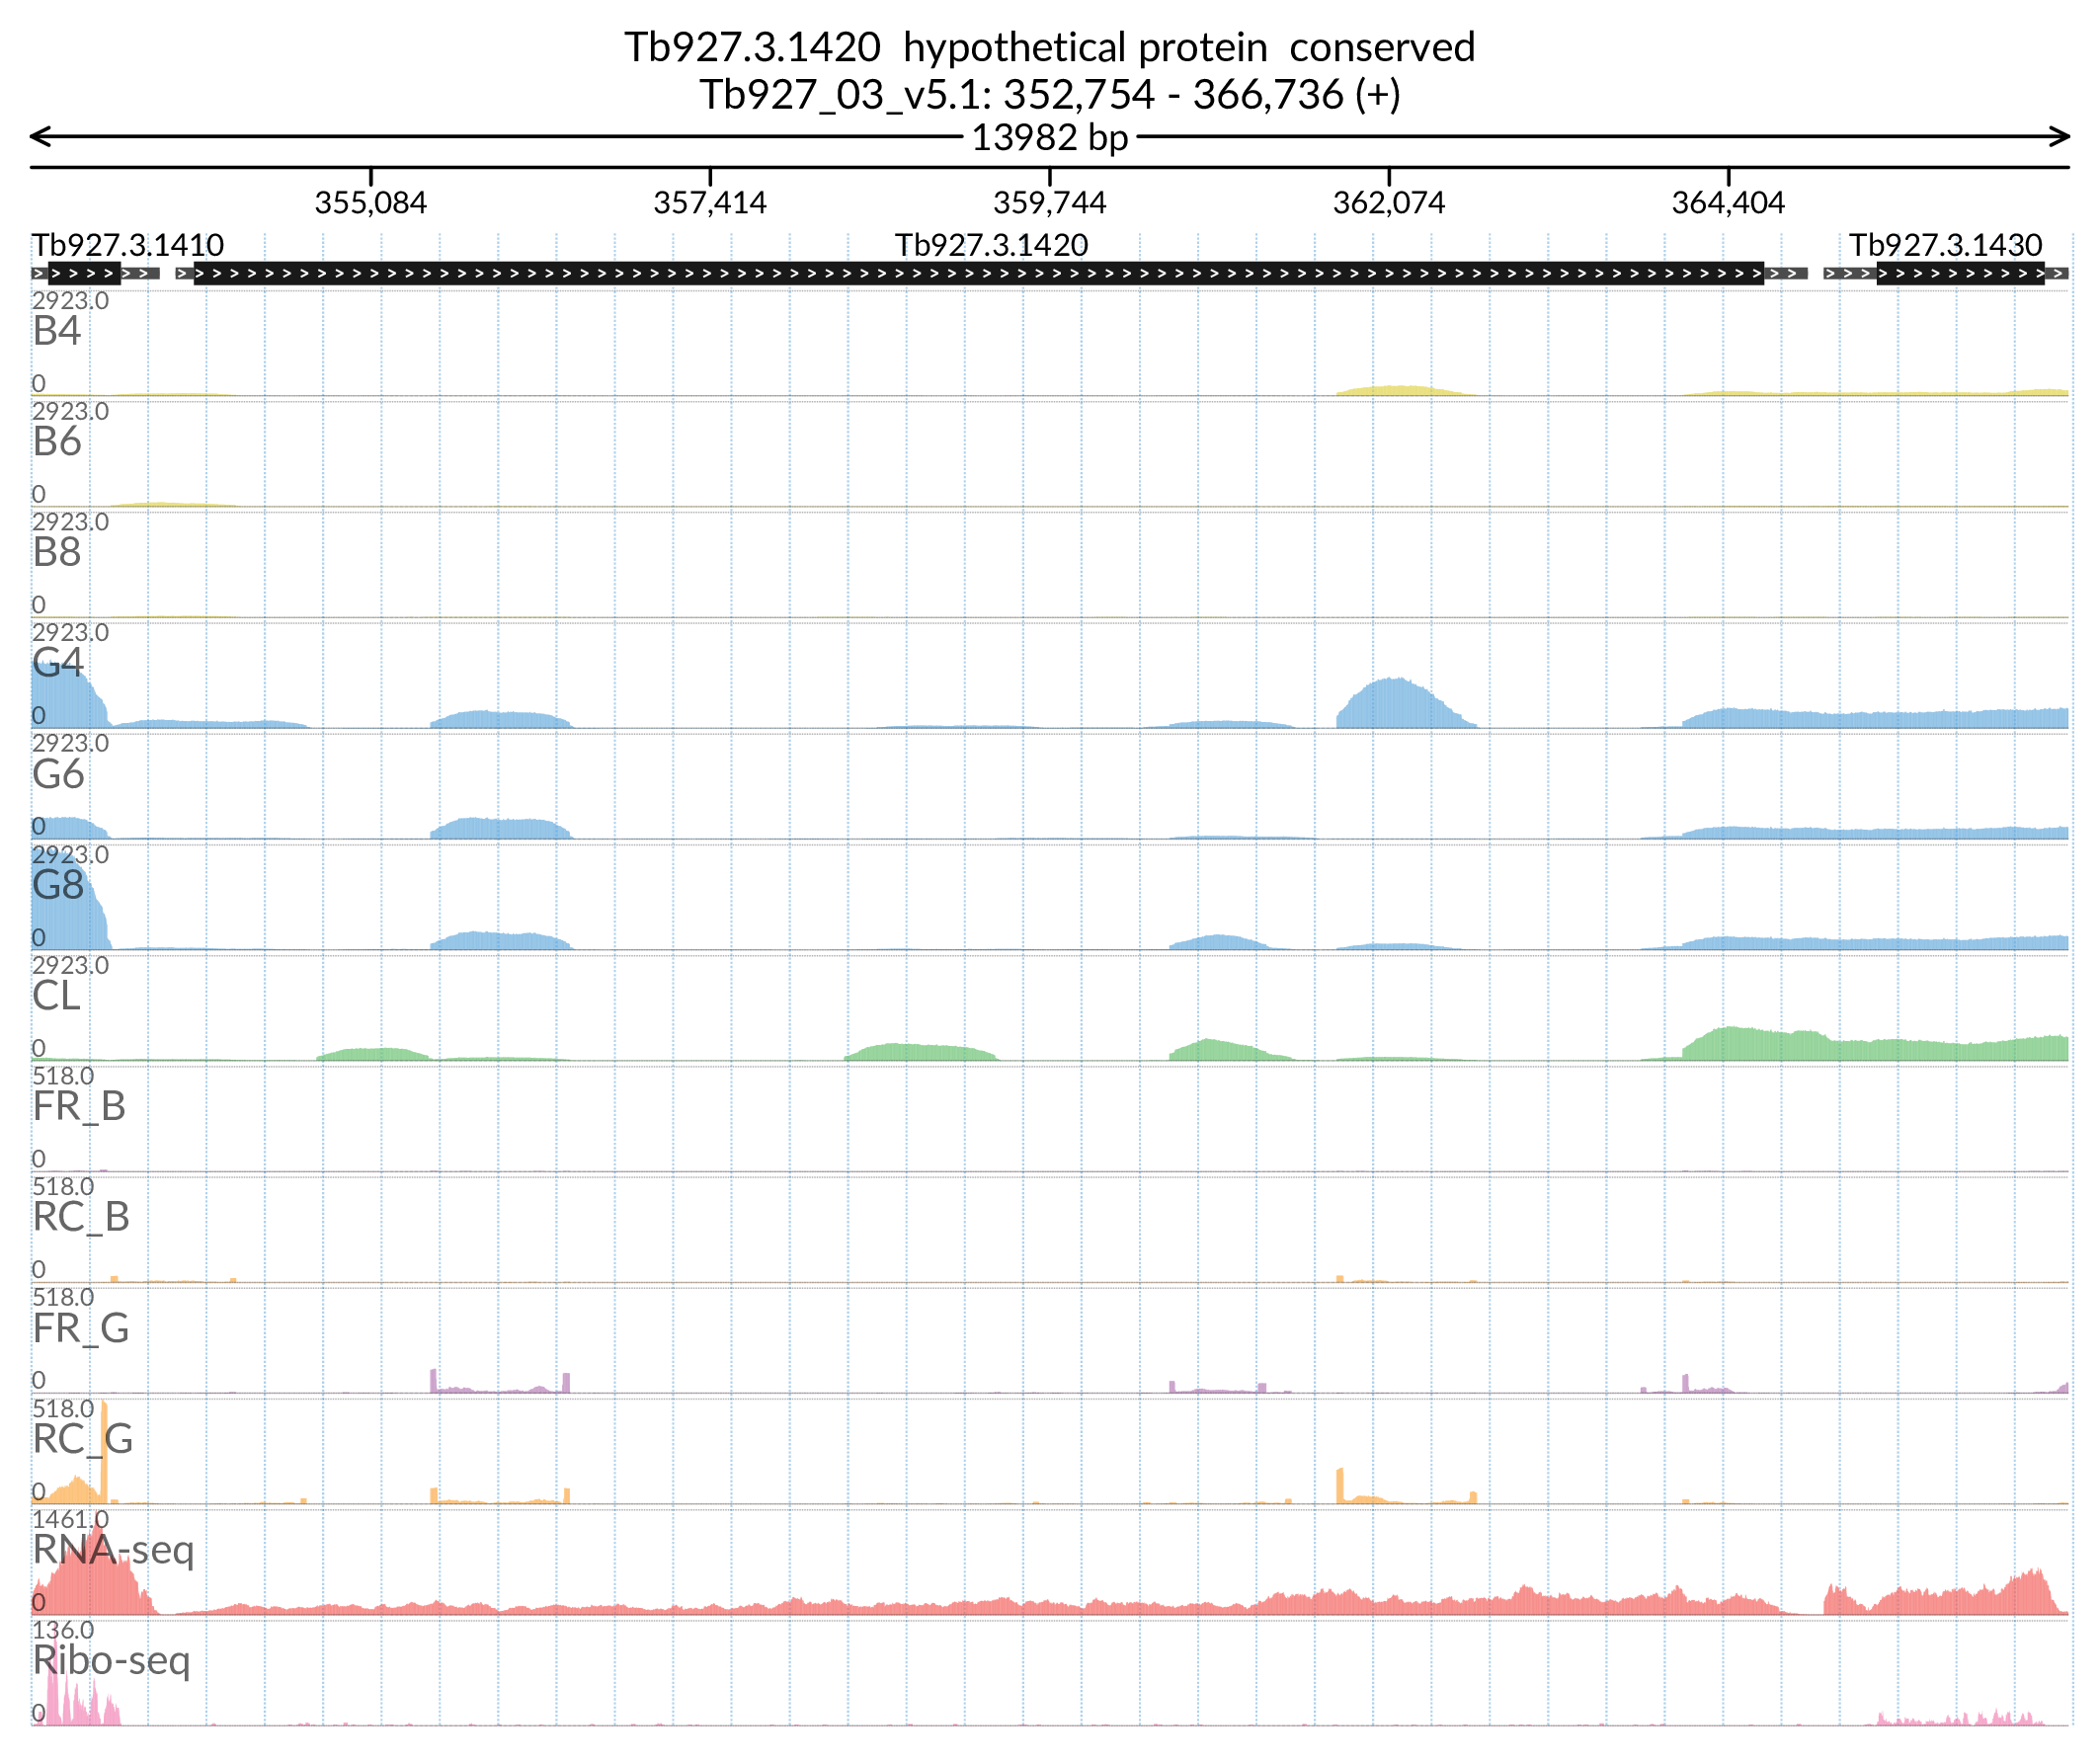 Tb927.3.1420 hypothetical protein conserved
Tb927_03_v5.1: 352,754 - 366,736 (+)
13982 bp
355,084 357,414 359,744 362,074 364,404
Tb927.3.1410 Tb927.3.1420 Tb927.3.1430
2923.0
B4
0
2923.0
B6
0
2923.0
B8
0
2923.0
G4
0
2923.0
G6
0
2923.0
G8
0
2923.0
CL
0
518.0
FR_B
0
518.0
RC_B
0
518.0
FR_G
0
518.0
RC_G
0
1461.0
RNA-seq
0
136.0
Ribo-seq
0